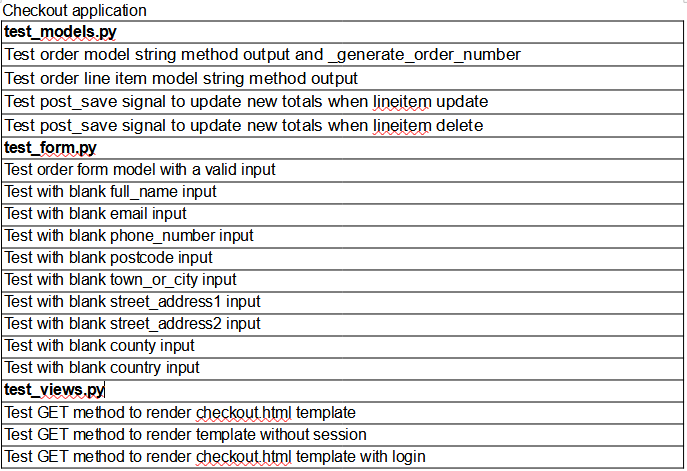 Checkout application
test_models.py
Test order model string method output and _generate_order_number
Test order line item model string method output
Test post_save signal to update new totals when lineitem update
Test post_save signal to update new totals when lineitem delete
test_form.py
Test order form model with a valid input
Test with blank full_name input
Test with blank email input
Test with blank phone_number input
Test with blank postcode input
Test with blank town_or_city input
Test with blank street_address1 input
Test with blank street_address2 input
Test with blank county input
Test with blank country input
test_views.py
Test GET method to render checkout.html template
Test GET method to render template without session
Test GET method to render checkout.html template with login